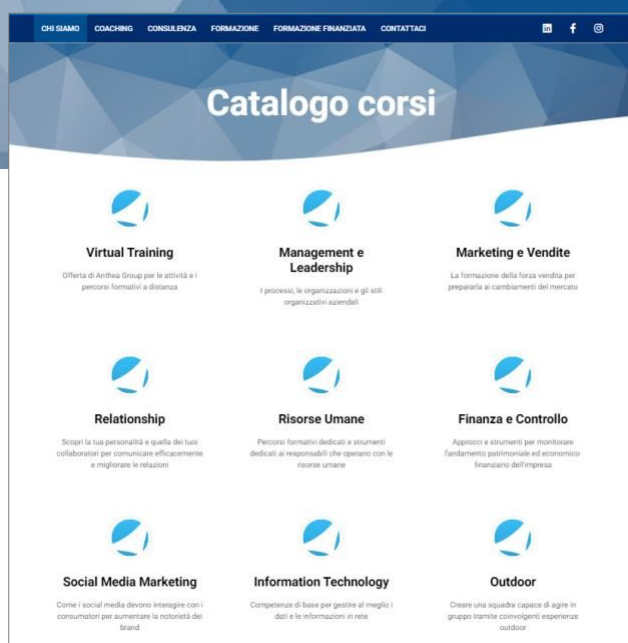 CHI SIAMO COACHING CONSULENZA FORMAZIONE FORMAZIONE FINANZIATA CONTATTACI
Catalogo corsi
Virtual Training
Offerta di Anthea Group per le attività e i
percorsi formativi a distanza
Management e
Leadership
I processi, le organizzazioni e gli stili
organizzativi aziendali
Marketing e Vendite
La formazione della forza vendita per
prepararla ai cambiamenti del mercato
Relationship
Scopri la tua personalità e quella dei tuoi
collaboratori per comunicare efficacemente
e migliorare le relazioni
Risorse Umane
Percorsi formativi dedicati e strumenti
dedicati ai responsabili che operano con le
risorse umane
Finanza e Controllo
Approcci e strumenti per monitorare
l'andamento patrimoniale ed economico-
finanziario dell'impresa
Social Media Marketing
Come i social media devono interagire con i
consumatori per aumentare la notorietà dei
brand
Information Technology
Competenze di base per gestire al meglio i
dati e le informazioni in rete
Outdoor
Creare una squadra capace di agire in
gruppo tramite coinvolgenti esperienze
outdoor